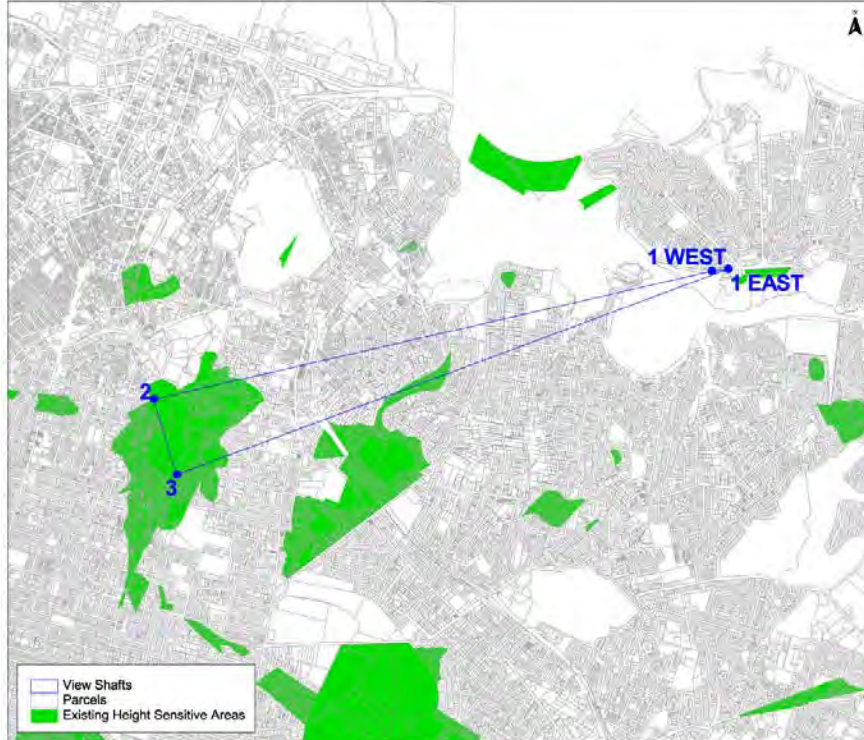 1 WEST
1 EAST
2
3
View Shafts
Parcels
Existing Height Sensitive Areas